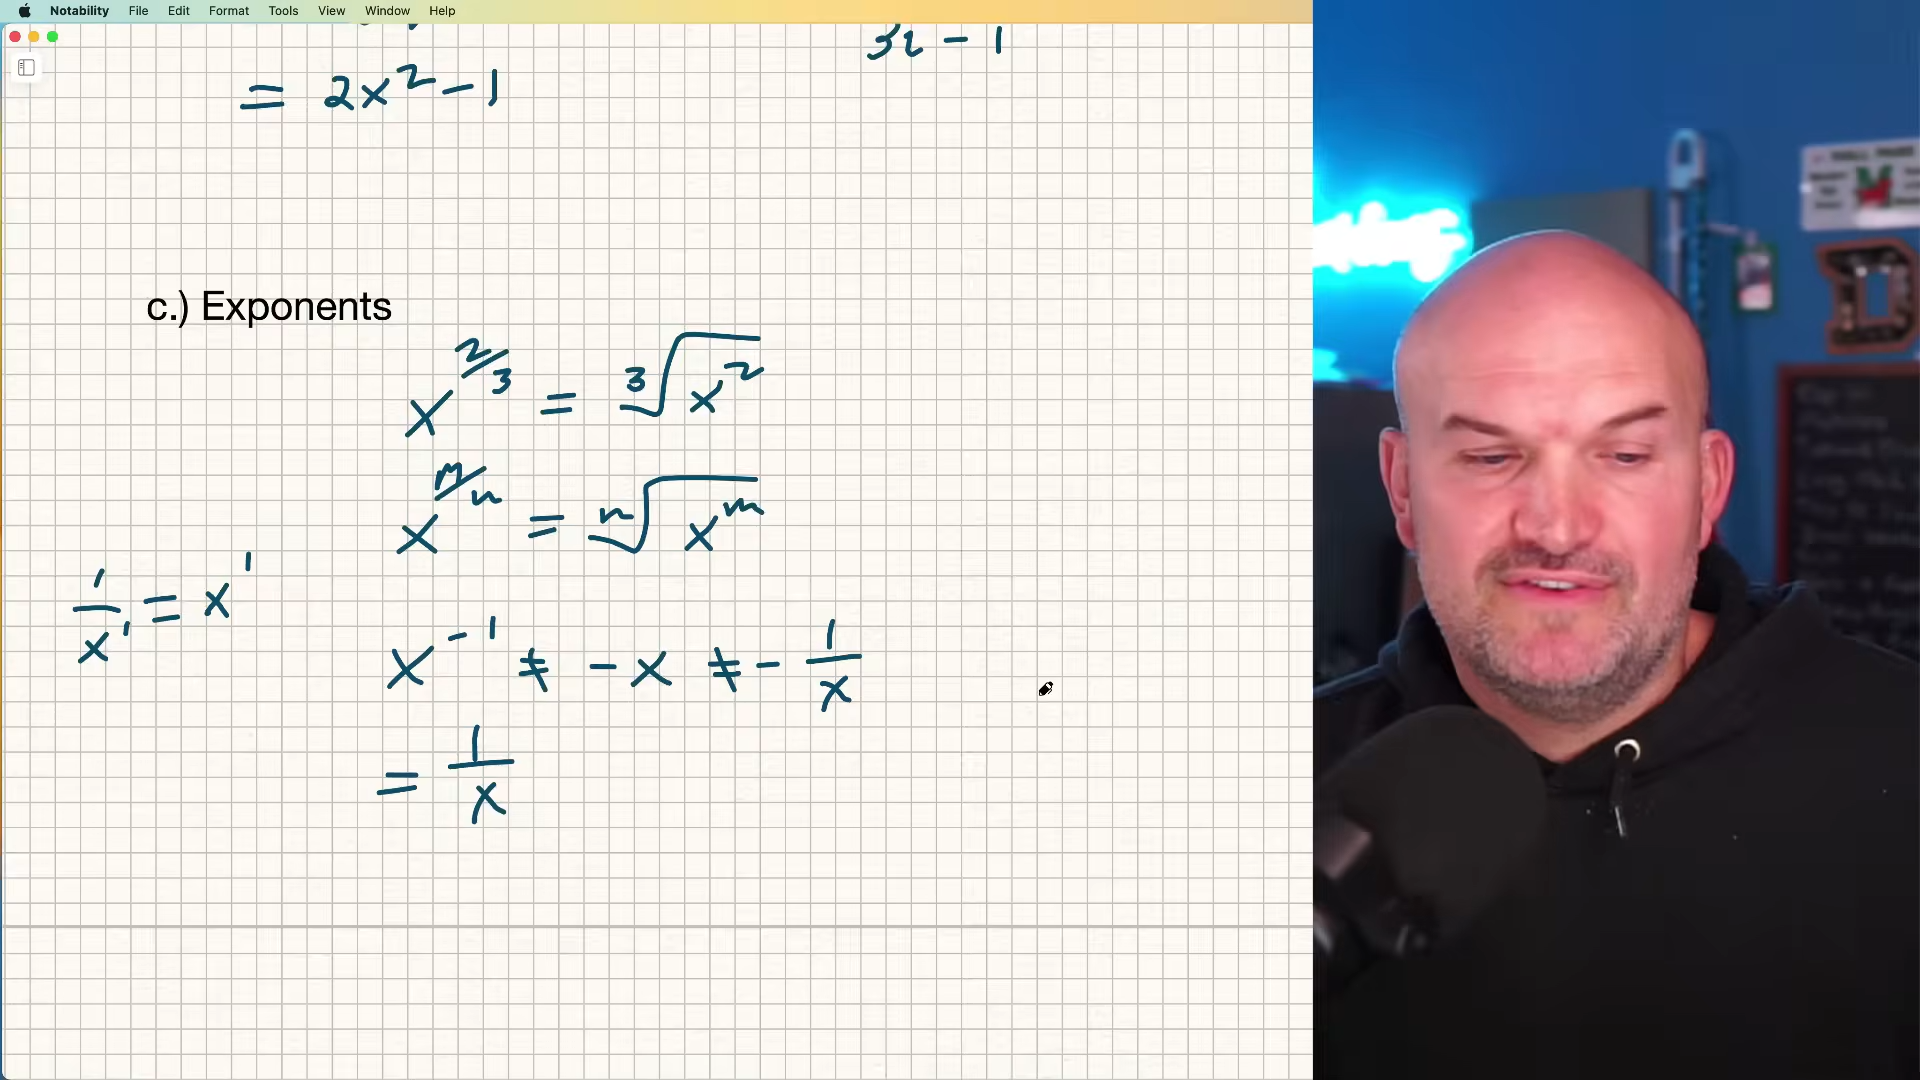 Notability File Edit Format Tools View Window Help
3x - 1
= 2x² - 1
c.) Exponents
x^(2/3) = ∛(x²)
x^(m/n) = ⁿ√(x^m)
1/x¹ = x¹
x⁻¹ ≠ -x ≠ - 1/x
= 1/x
D